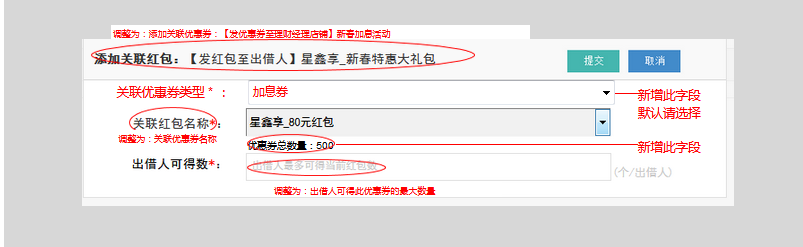 调整为：添加关联优惠券：【发优惠券至理财经理店铺】新春加息活动
添加关联红包：【发红包至出借人】星鑫享_新春特惠大礼包
提交 取消
关联优惠券类型 * ： 加息券
新增此字段
默认请选择
关联红包名称*： 星鑫享_80元红包
调整为：关联优惠券名称
优惠券总数量：500 新增此字段
出借人可得数*： 出借人最多可得当前红包数 (个/出借人)
调整为：出借人可得此优惠券的最大数量